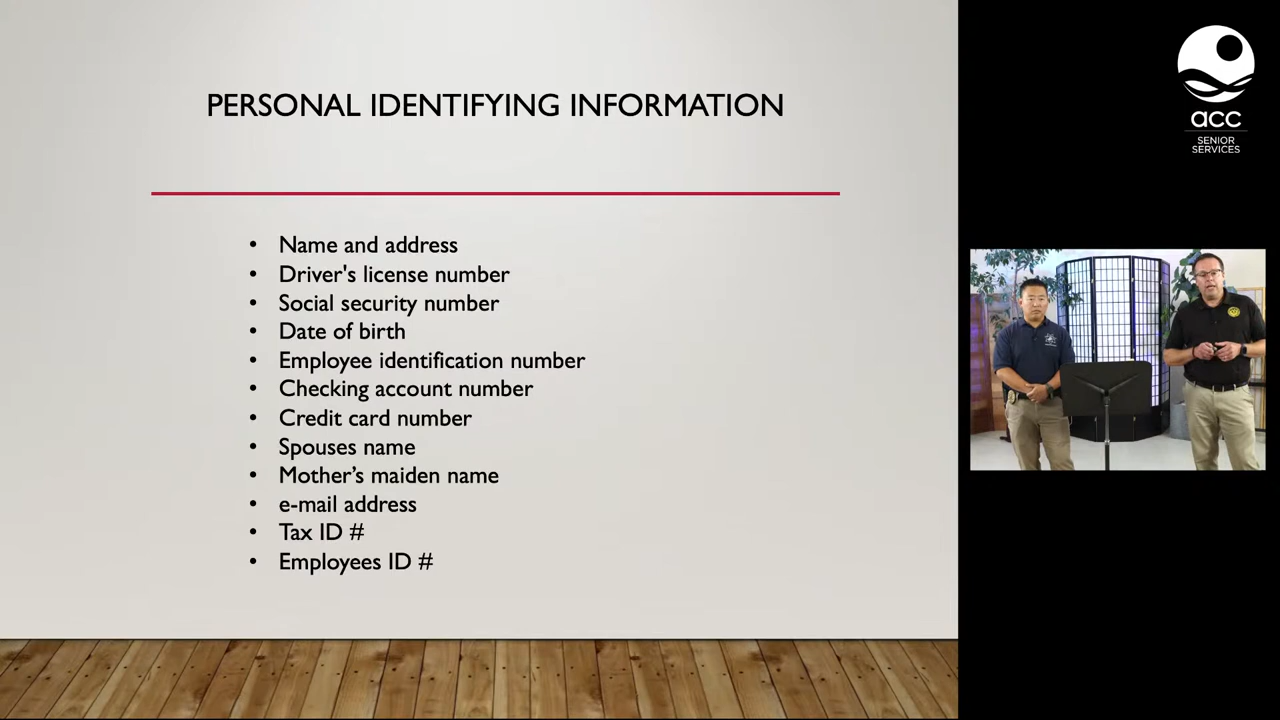 PERSONAL IDENTIFYING INFORMATION
• Name and address
• Driver's license number
• Social security number
• Date of birth
• Employee identification number
• Checking account number
• Credit card number
• Spouses name
• Mother’s maiden name
• e-mail address
• Tax ID #
• Employees ID #
acc
SENIOR
SERVICES